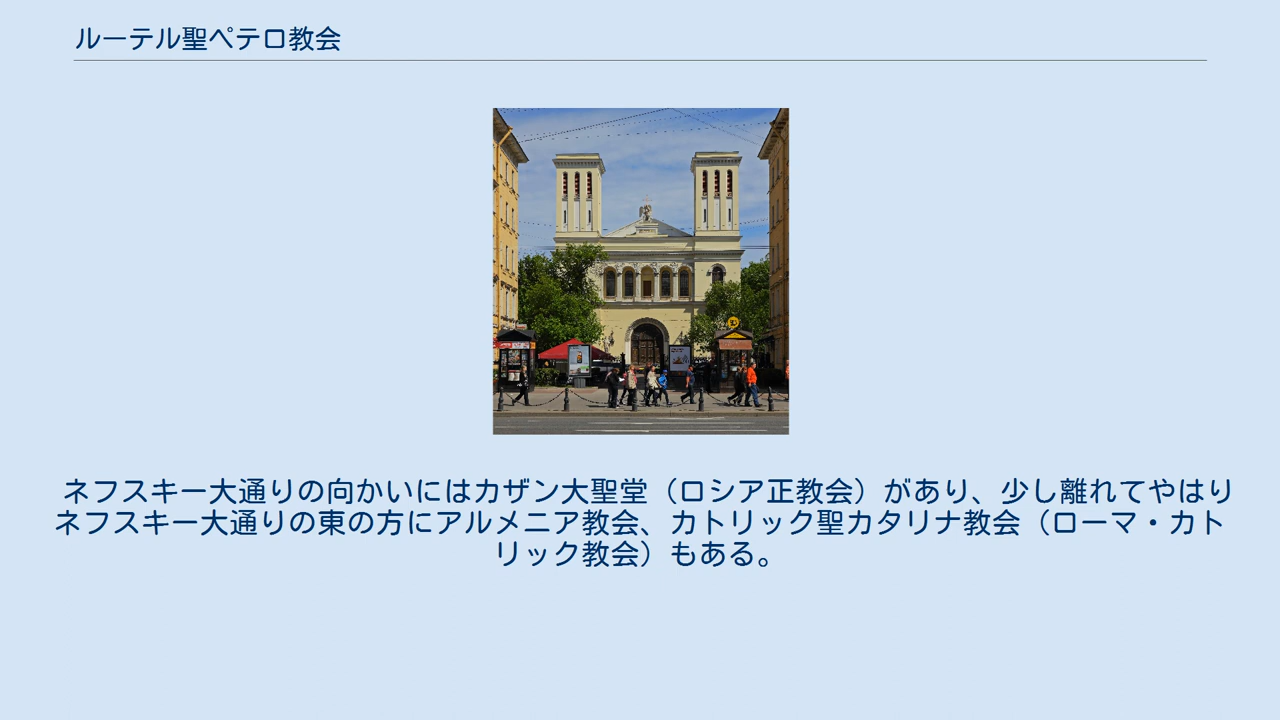 ルーテル聖ペテロ教会
ネフスキー大通りの向かいにはカザン大聖堂（ロシア正教会）があり、少し離れてやはり
ネフスキー大通りの東の方にアルメニア教会、カトリック聖カタリナ教会（ローマ・カト
リック教会）もある。